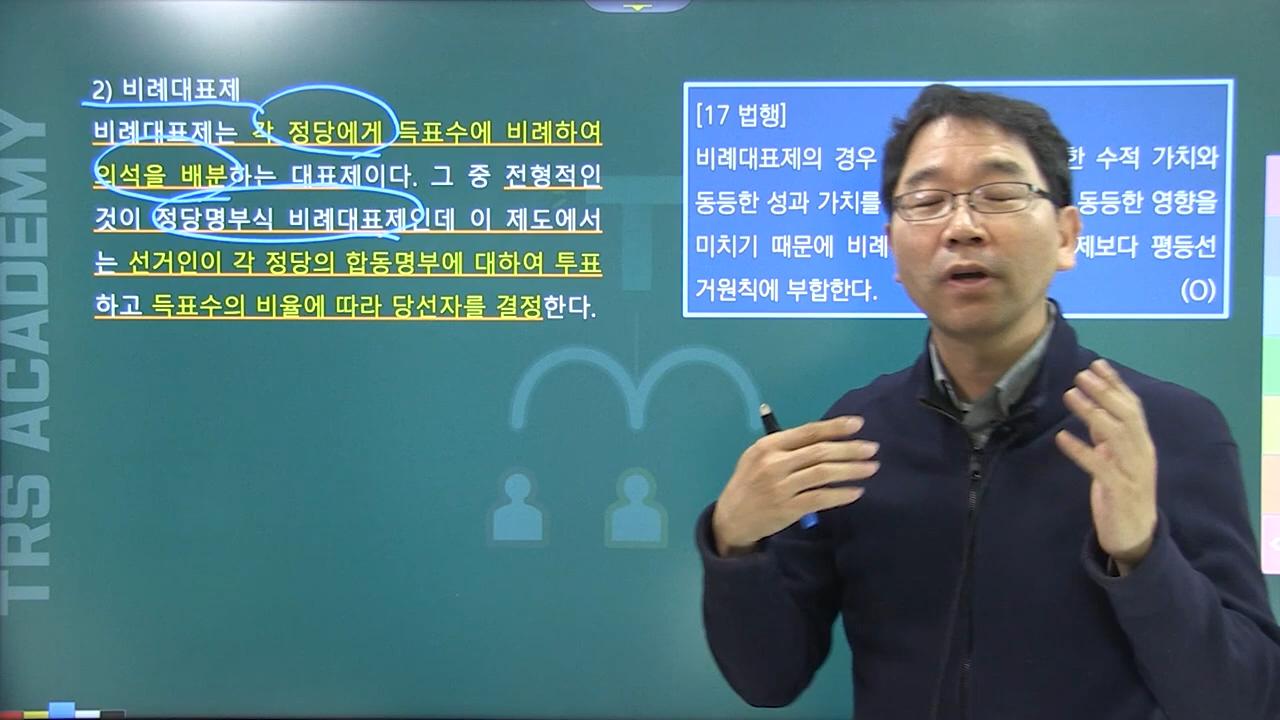 2) 비례대표제
비례대표제는 각 정당에게 득표수에 비례하여
의석을 배분하는 대표제이다. 그 중 전형적인
것이 정당명부식 비례대표제인데 이 제도에서
는 선거인이 각 정당의 합동명부에 대하여 투표
하고 득표수의 비율에 따라 당선자를 결정한다.
[17 법행]
비례대표제의 경우 한 수적 가치와
동등한 성과 가치를 동등한 영향을
미치기 때문에 비례 제보다 평등선
거원칙에 부합한다. (O)
TRS ACADEMY